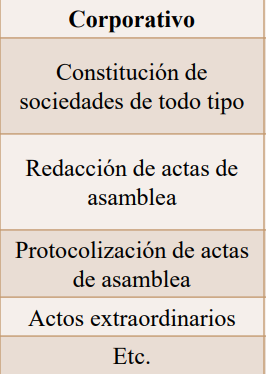 Corporativo
Constitución de
sociedades de todo tipo
Redacción de actas de
asamblea
Protocolización de actas
de asamblea
Actos extraordinarios
Etc.